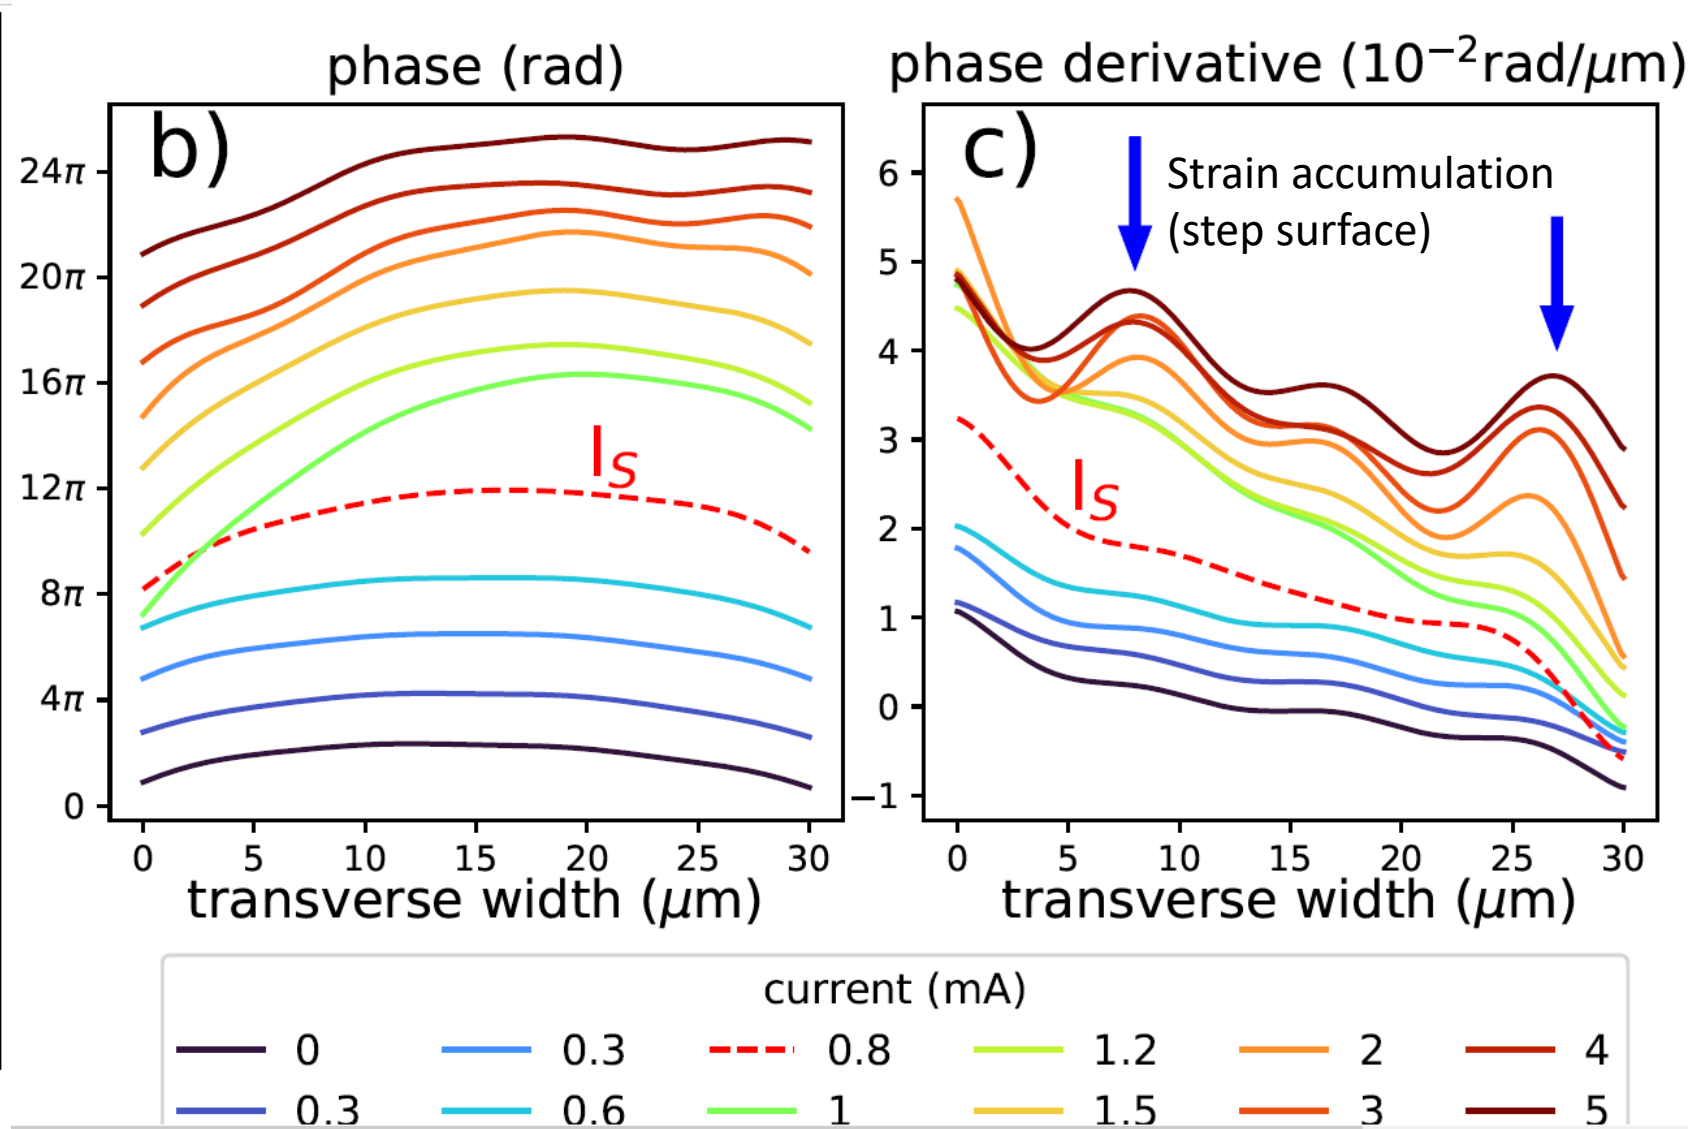 phase (rad)
phase derivative (10⁻²rad/μm)
b)
24π
20π
16π
12π
8π
4π
0
I_S
0 5 10 15 20 25 30
transverse width (μm)
c)
Strain accumulation
(step surface)
6
5
4
3
2
1
0
−1
I_S
0 5 10 15 20 25 30
transverse width (μm)
current (mA)
0 0.3 0.8 1.2 2 4
0.3 0.6 1 1.5 3 5